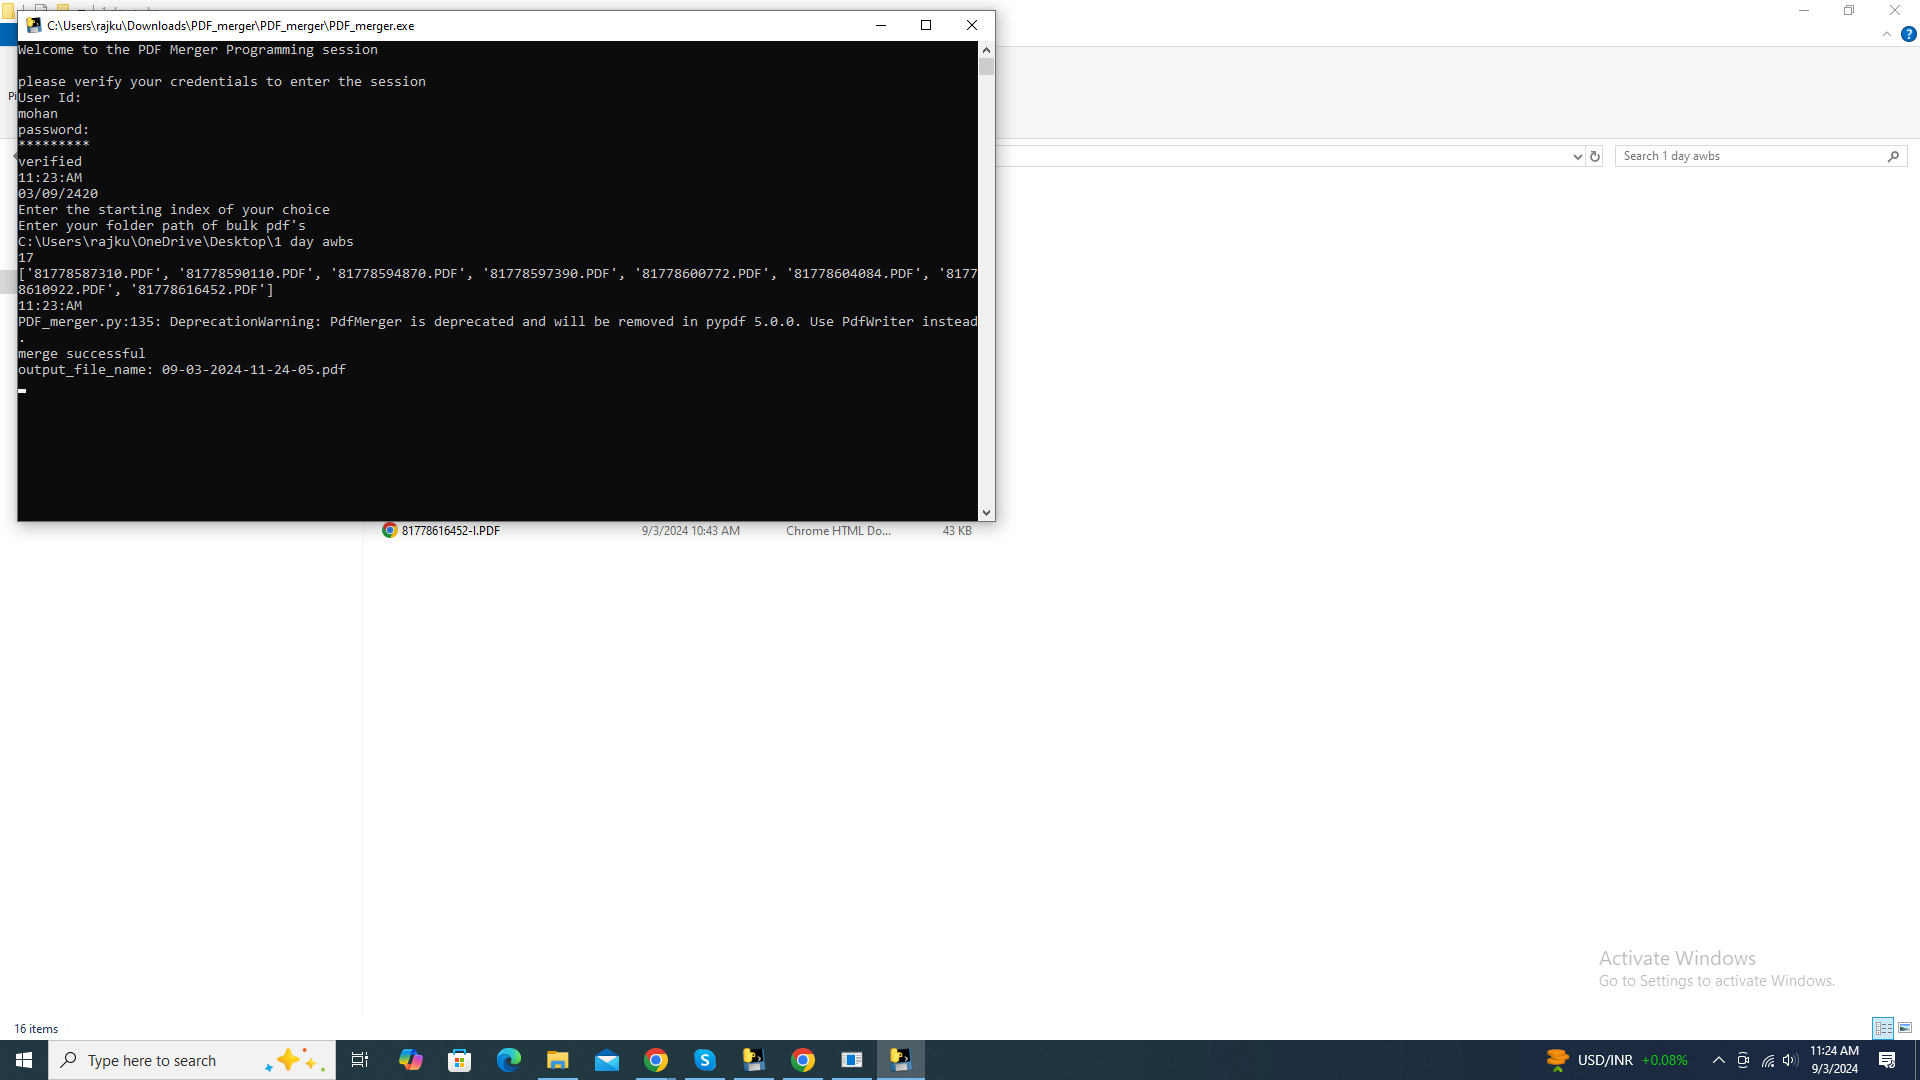 C:\Users\rajku\Downloads\PDF_merger\PDF_merger\PDF_merger.exe
Welcome to the PDF Merger Programming session
please verify your credentials to enter the session
User Id:
mohan
password:
*********
verified
11:23:AM
03/09/2420
Enter the starting index of your choice
Enter your folder path of bulk pdf's
C:\Users\rajku\OneDrive\Desktop\1 day awbs
17
['81778587310.PDF', '81778590110.PDF', '81778594870.PDF', '81778597390.PDF', '81778600772.PDF', '81778604084.PDF', '8177
8610922.PDF', '81778616452.PDF']
11:23:AM
PDF_merger.py:135: DeprecationWarning: PdfMerger is deprecated and will be removed in pypdf 5.0.0. Use PdfWriter instead
.
merge successful
output_file_name: 09-03-2024-11-24-05.pdf
Search 1 day awbs
81778616452-I.PDF 9/3/2024 10:43 AM Chrome HTML Do... 43 KB
Activate Windows
Go to Settings to activate Windows.
16 items
Type here to search
USD/INR +0.08%
11:24 AM
9/3/2024